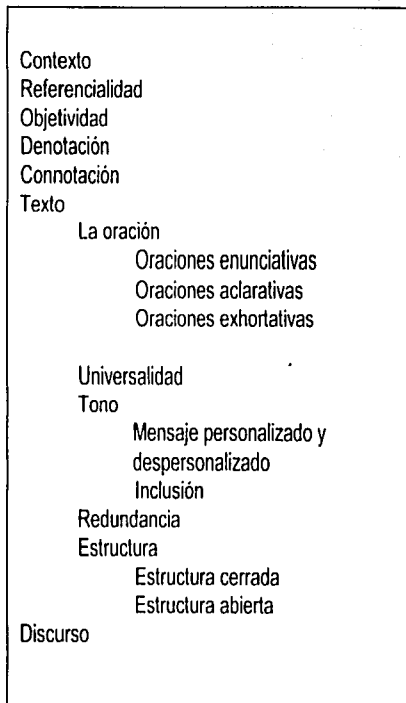 Contexto
Referencialidad
Objetividad
Denotación
Connotación
Texto
La oración
Oraciones enunciativas
Oraciones aclarativas
Oraciones exhortativas
Universalidad
Tono
Mensaje personalizado y
despersonalizado
Inclusión
Redundancia
Estructura
Estructura cerrada
Estructura abierta
Discurso